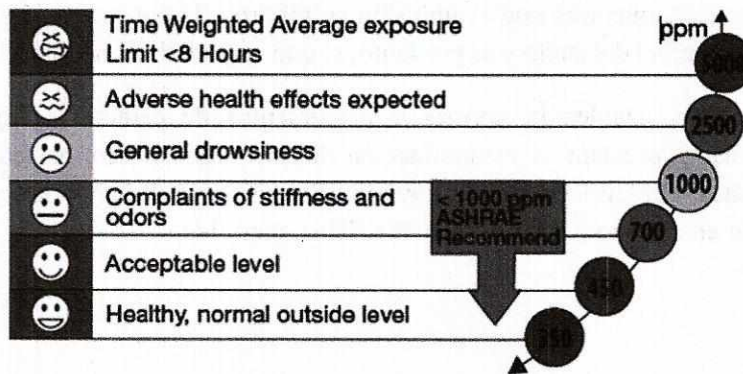 Time Weighted Average exposure
Limit <8 Hours
Adverse health effects expected
General drowsiness
Complaints of stiffness and
odors
Acceptable level
Healthy, normal outside level
< 1000 ppm
ASHRAE
Recommend
ppm
5000
2500
1000
700
450
350